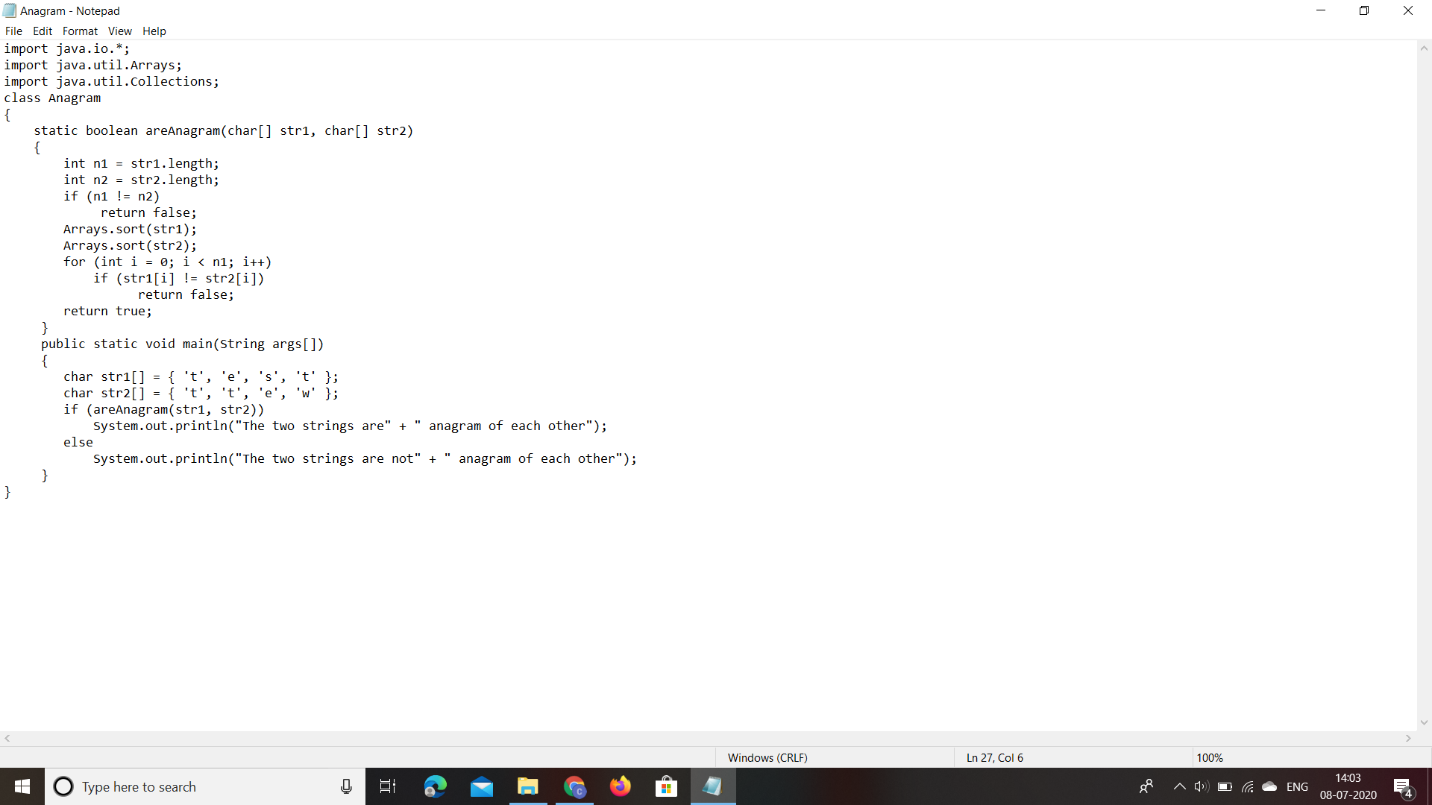 Anagram - Notepad
File Edit Format View Help
import java.io.*;
import java.util.Arrays;
import java.util.Collections;
class Anagram
{
    static boolean areAnagram(char[] str1, char[] str2)
    {
        int n1 = str1.length;
        int n2 = str2.length;
        if (n1 != n2)
             return false;
        Arrays.sort(str1);
        Arrays.sort(str2);
        for (int i = 0; i < n1; i++)
            if (str1[i] != str2[i])
                  return false;
        return true;
     }
     public static void main(String args[])
     {
        char str1[] = { 't', 'e', 's', 't' };
        char str2[] = { 't', 't', 'e', 'w' };
        if (areAnagram(str1, str2))
            System.out.println("The two strings are" + " anagram of each other");
        else
            System.out.println("The two strings are not" + " anagram of each other");
     }
}
Windows (CRLF) Ln 27, Col 6 100%
Type here to search
ENG
14:03
08-07-2020
4